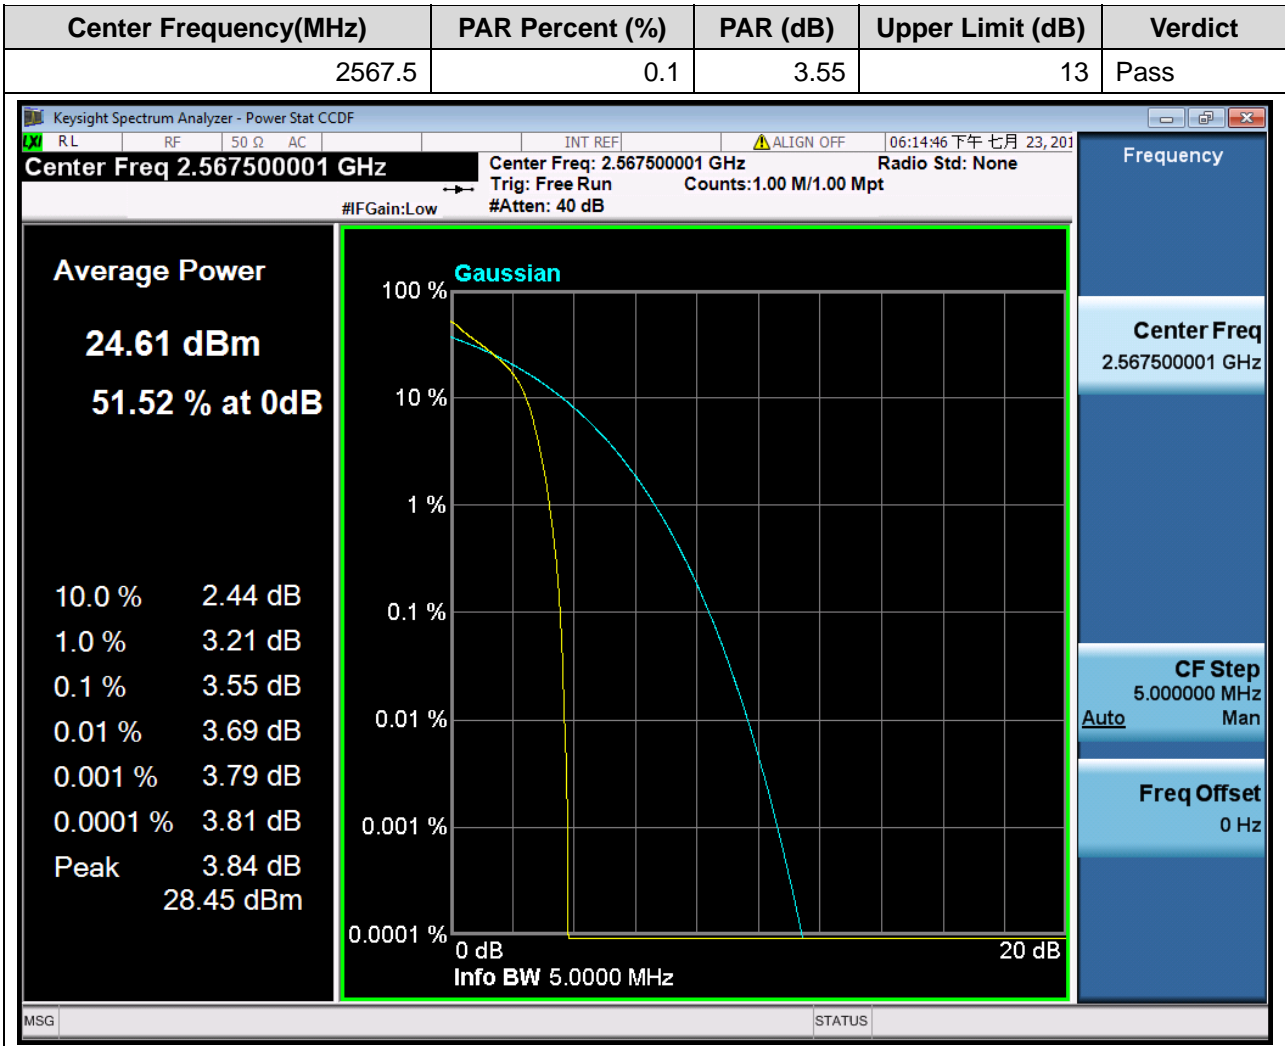 Center Frequency(MHz) PAR Percent (%) PAR (dB) Upper Limit (dB) Verdict
2567.5 0.1 3.55 13 Pass
Keysight Spectrum Analyzer - Power Stat CCDF
LXI RL RF 50 Ω AC INT REF ALIGN OFF 06:14:46 下午 七月 23, 201
Center Freq 2.567500001 GHz
Center Freq: 2.567500001 GHz Radio Std: None
Trig: Free Run Counts:1.00 M/1.00 Mpt
#IFGain:Low #Atten: 40 dB
Average Power
24.61 dBm
51.52 % at 0dB
10.0 % 2.44 dB
1.0 % 3.21 dB
0.1 % 3.55 dB
0.01 % 3.69 dB
0.001 % 3.79 dB
0.0001 % 3.81 dB
Peak 3.84 dB
28.45 dBm
Gaussian
100 %
10 %
1 %
0.1 %
0.01 %
0.001 %
0.0001 %
0 dB 20 dB
Info BW 5.0000 MHz
Frequency
Center Freq
2.567500001 GHz
CF Step
5.000000 MHz
Auto Man
Freq Offset
0 Hz
MSG STATUS